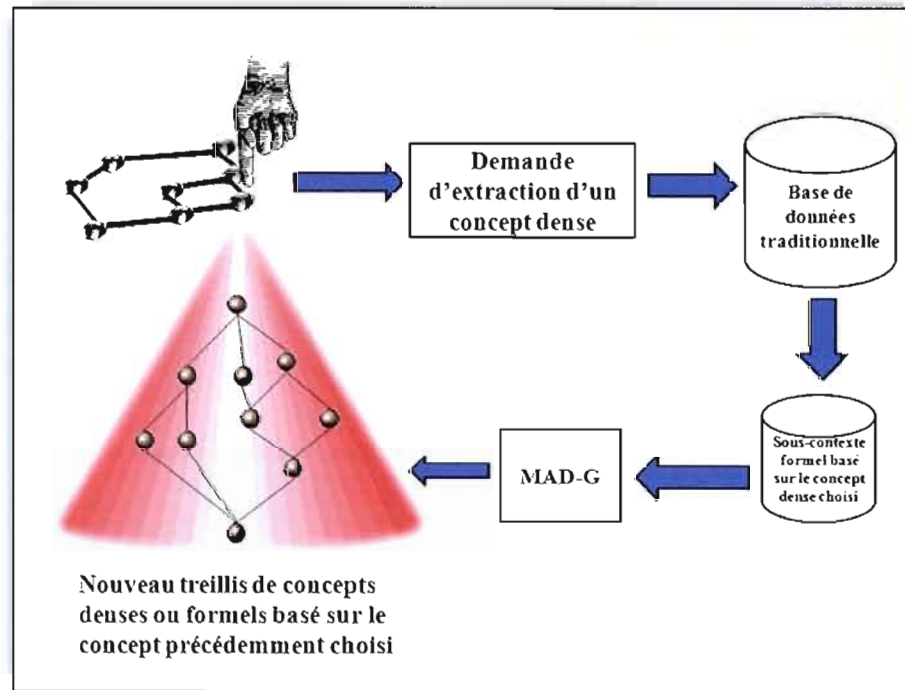 Demande
d'extraction d'un
concept dense
Base de
données
traditionnelle
Sous-contexte
formel basé
sur le concept
dense choisi
MAD-G
Nouveau treillis de concepts
denses ou formels basé sur le
concept précédemment choisi